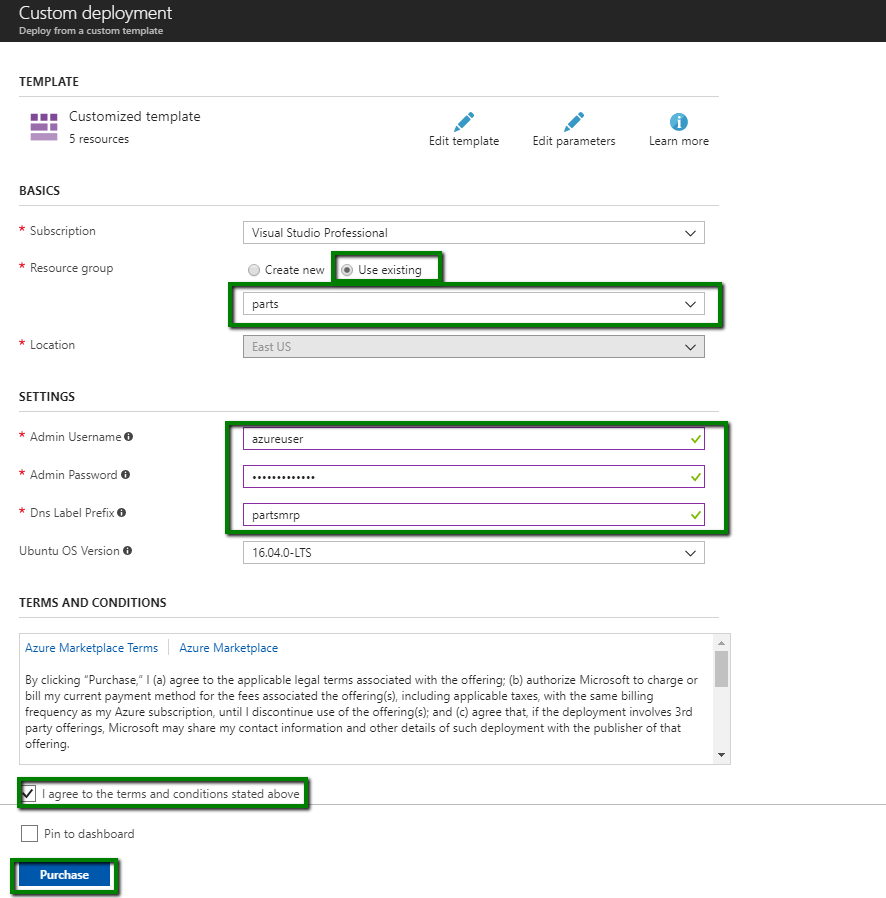 Custom deployment
Deploy from a custom template
TEMPLATE
Customized template
5 resources
Edit template
Edit parameters
Learn more
BASICS
* Subscription
Visual Studio Professional
* Resource group
Create new
Use existing
parts
* Location
East US
SETTINGS
* Admin Username
azureuser
* Admin Password
•••••••••••••
* Dns Label Prefix
partsmrp
Ubuntu OS Version
16.04.0-LTS
TERMS AND CONDITIONS
Azure Marketplace Terms
Azure Marketplace
By clicking “Purchase,” I (a) agree to the applicable legal terms associated with the offering; (b) authorize Microsoft to charge or
bill my current payment method for the fees associated the offering(s), including applicable taxes, with the same billing
frequency as my Azure subscription, until I discontinue use of the offering(s); and (c) agree that, if the deployment involves 3rd
party offerings, Microsoft may share my contact information and other details of such deployment with the publisher of that
offering.
I agree to the terms and conditions stated above
Pin to dashboard
Purchase